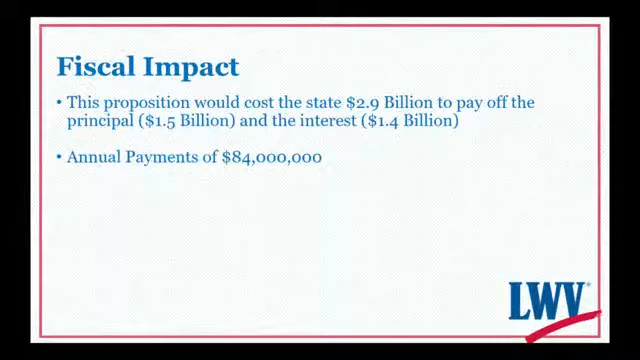 Fiscal Impact
• This proposition would cost the state $2.9 Billion to pay off the
principal ($1.5 Billion) and the interest ($1.4 Billion)
• Annual Payments of $84,000,000
LWV®